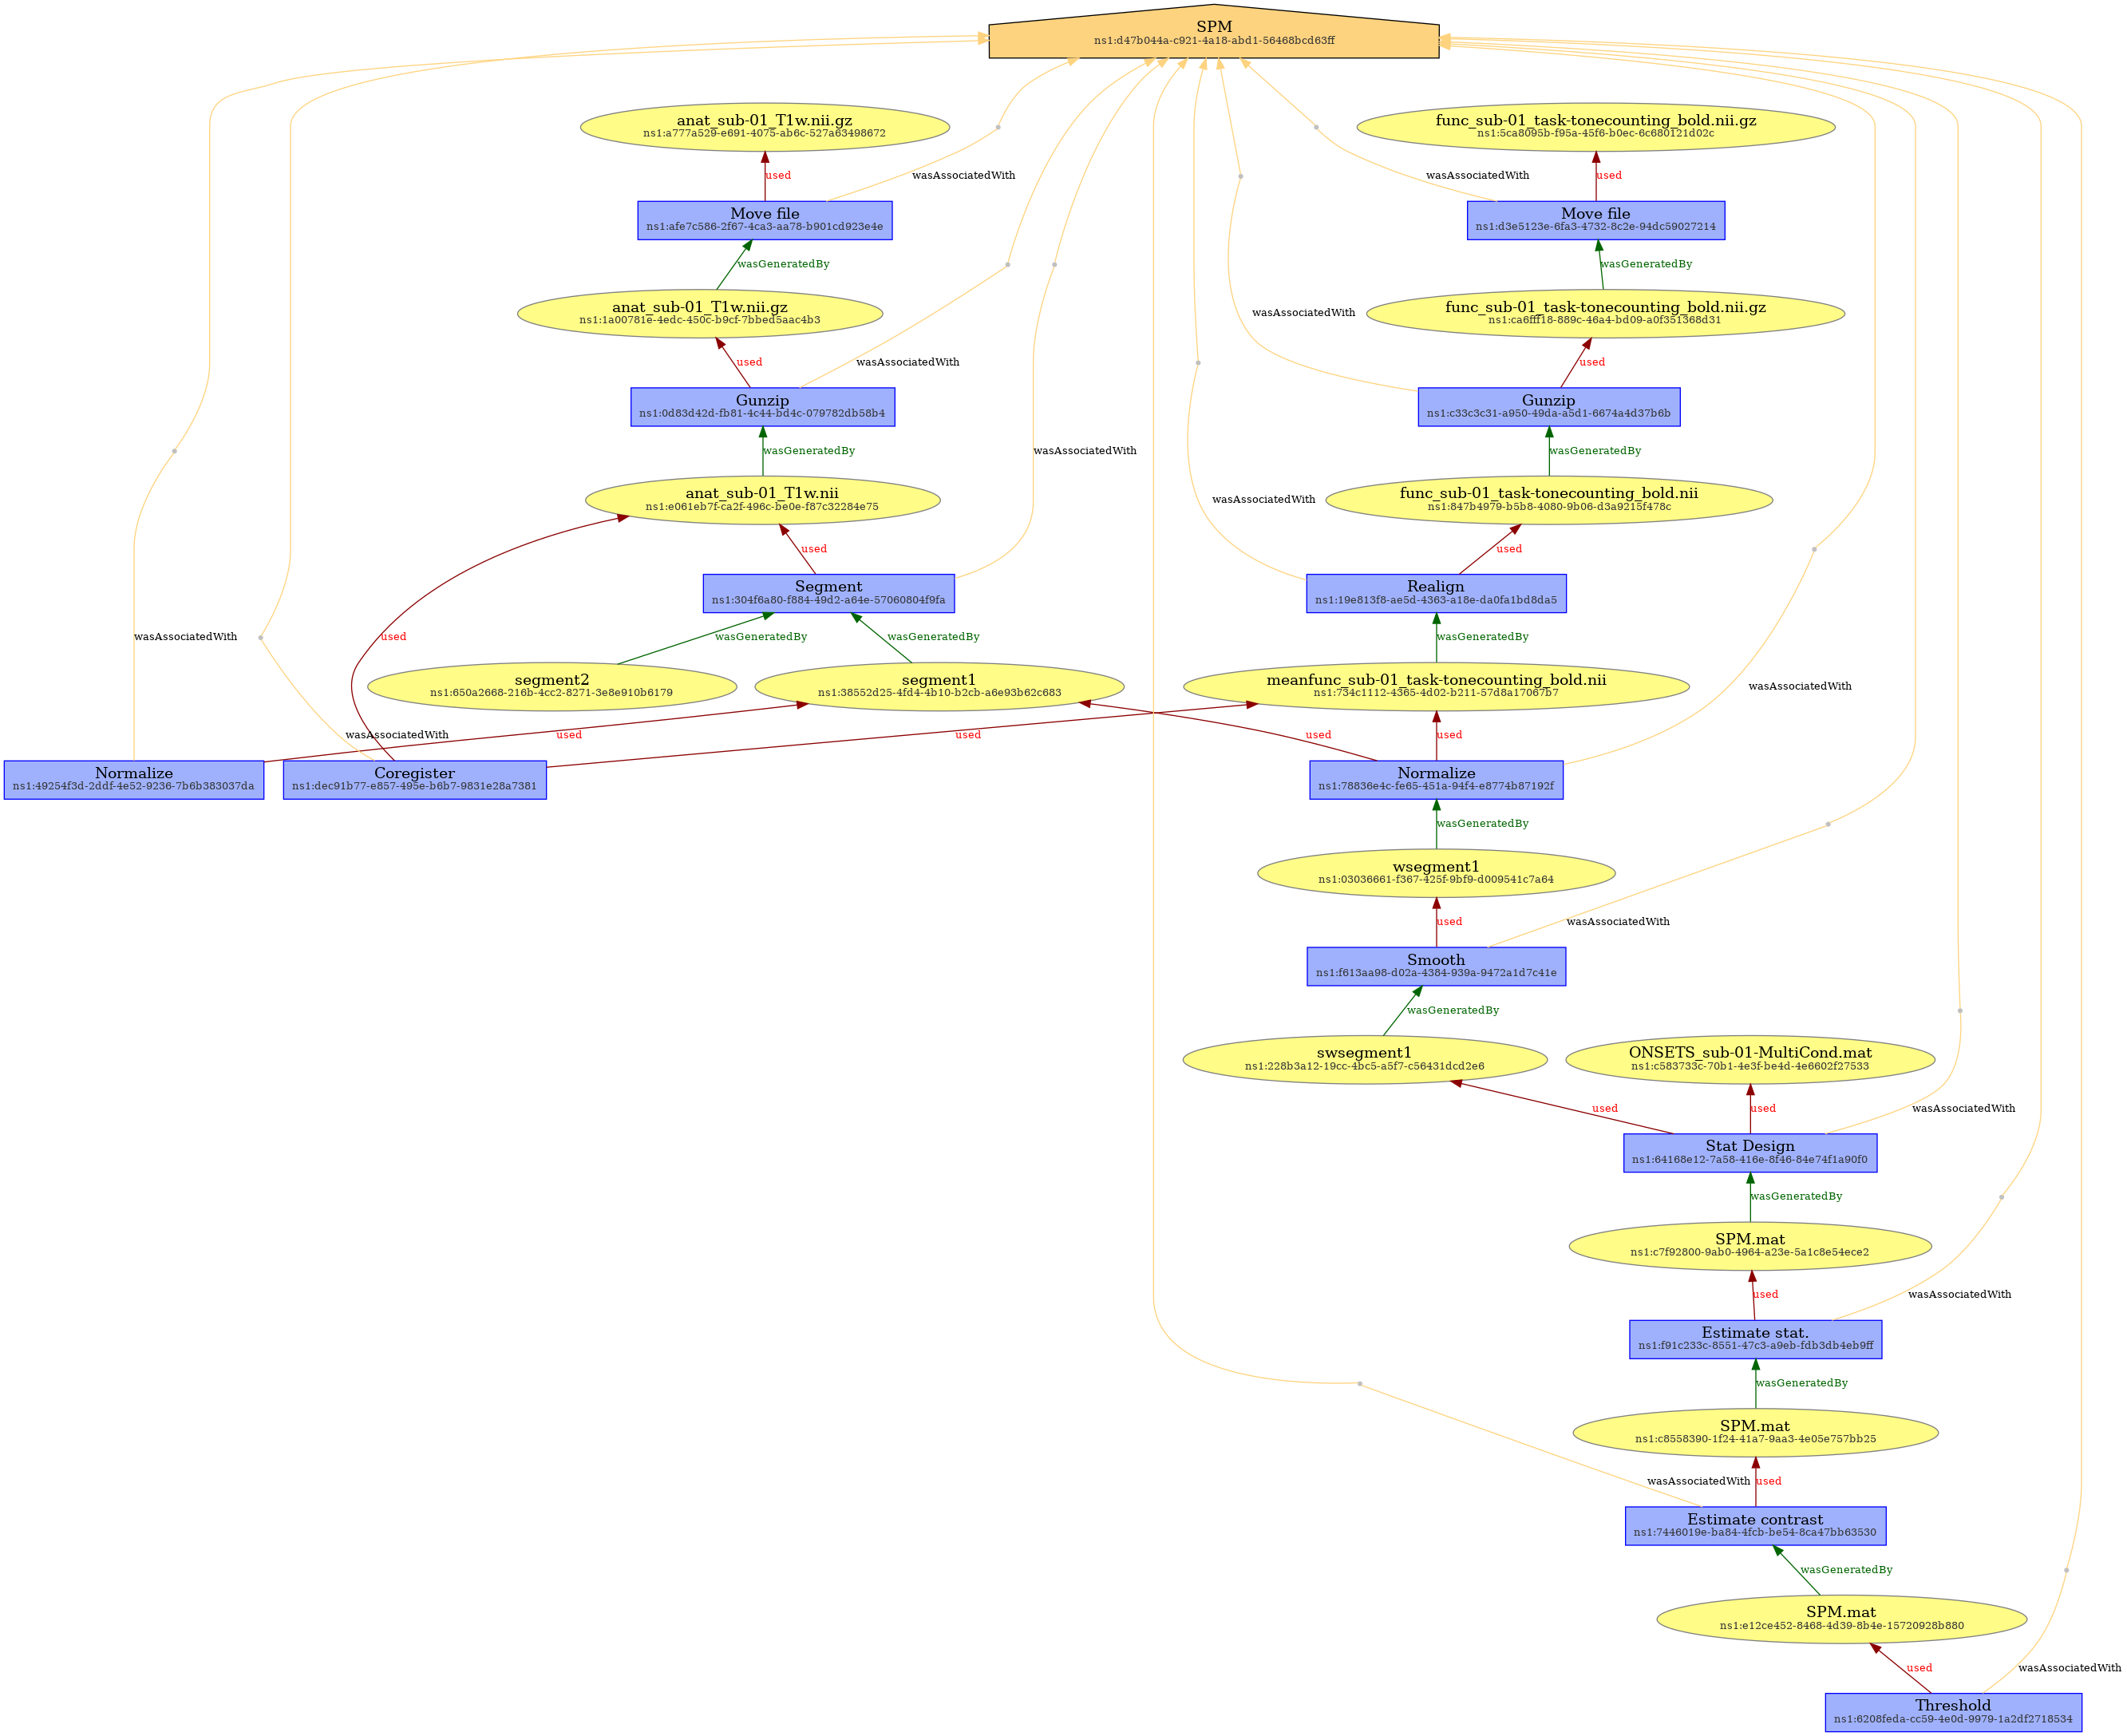 SPM
ns1:d47b044a-c921-4a18-abd1-56468bcd63ff
anat_sub-01_T1w.nii.gz
ns1:a777a529-e691-4075-ab6c-527a63498672
func_sub-01_task-tonecounting_bold.nii.gz
ns1:5ca8095b-f95a-45f6-b0ec-6c680121d02c
used
wasAssociatedWith
wasAssociatedWith
used
Move file
ns1:afe7c586-2f67-4ca3-aa78-b901cd923e4e
Move file
ns1:d3e5123e-6fa3-4732-8c2e-94dc59027214
wasGeneratedBy
wasGeneratedBy
anat_sub-01_T1w.nii.gz
ns1:1a00781e-4edc-450c-b9cf-7bbed5aac4b3
wasAssociatedWith
func_sub-01_task-tonecounting_bold.nii.gz
ns1:ca6fff18-889c-46a4-bd09-a0f351368d31
used
wasAssociatedWith
used
Gunzip
ns1:0d83d42d-fb81-4c44-bd4c-079782db58b4
Gunzip
ns1:c33c3c31-a950-49da-a5d1-6674a4d37b6b
wasGeneratedBy
wasAssociatedWith
wasGeneratedBy
anat_sub-01_T1w.nii
ns1:e061eb7f-ca2f-496c-be0e-f87c32284e75
wasAssociatedWith
func_sub-01_task-tonecounting_bold.nii
ns1:847b4979-b5b8-4080-9b06-d3a9215f478c
used
used
Segment
ns1:304f6a80-f884-49d2-a64e-57060804f9fa
Realign
ns1:19e813f8-ae5d-4363-a18e-da0fa1bd8da5
wasAssociatedWith
used
wasGeneratedBy
wasGeneratedBy
wasGeneratedBy
segment2
ns1:650a2668-216b-4cc2-8271-3e8e910b6179
segment1
ns1:38552d25-4fd4-4b10-b2cb-a6e93b62c683
meanfunc_sub-01_task-tonecounting_bold.nii
ns1:734c1112-4365-4d02-b211-57d8a17067b7
wasAssociatedWith
wasAssociatedWith
used
used
used
used
Normalize
ns1:49254f3d-2ddf-4e52-9236-7b6b383037da
Coregister
ns1:dec91b77-e857-495e-b6b7-9831e28a7381
Normalize
ns1:78836e4c-fe65-451a-94f4-e8774b87192f
wasGeneratedBy
wsegment1
ns1:03036661-f367-425f-9bf9-d009541c7a64
used
wasAssociatedWith
Smooth
ns1:f613aa98-d02a-4384-939a-9472a1d7c41e
wasGeneratedBy
swsegment1
ns1:228b3a12-19cc-4bc5-a5f7-c56431dcd2e6
ONSETS_sub-01-MultiCond.mat
ns1:c583733c-70b1-4e3f-be4d-4e6602f27533
used
used
wasAssociatedWith
Stat Design
ns1:64168e12-7a58-416e-8f46-84e74f1a90f0
wasGeneratedBy
SPM.mat
ns1:c7f92800-9ab0-4964-a23e-5a1c8e54ece2
used
wasAssociatedWith
Estimate stat.
ns1:f91c233c-8551-47c3-a9eb-fdb3db4eb9ff
wasGeneratedBy
SPM.mat
ns1:c8558390-1f24-41a7-9aa3-4e05e757bb25
wasAssociatedWith
used
Estimate contrast
ns1:7446019e-ba84-4fcb-be54-8ca47bb63530
wasGeneratedBy
SPM.mat
ns1:e12ce452-8468-4d39-8b4e-15720928b880
used
wasAssociatedWith
Threshold
ns1:6208feda-cc59-4e0d-9979-1a2df2718534